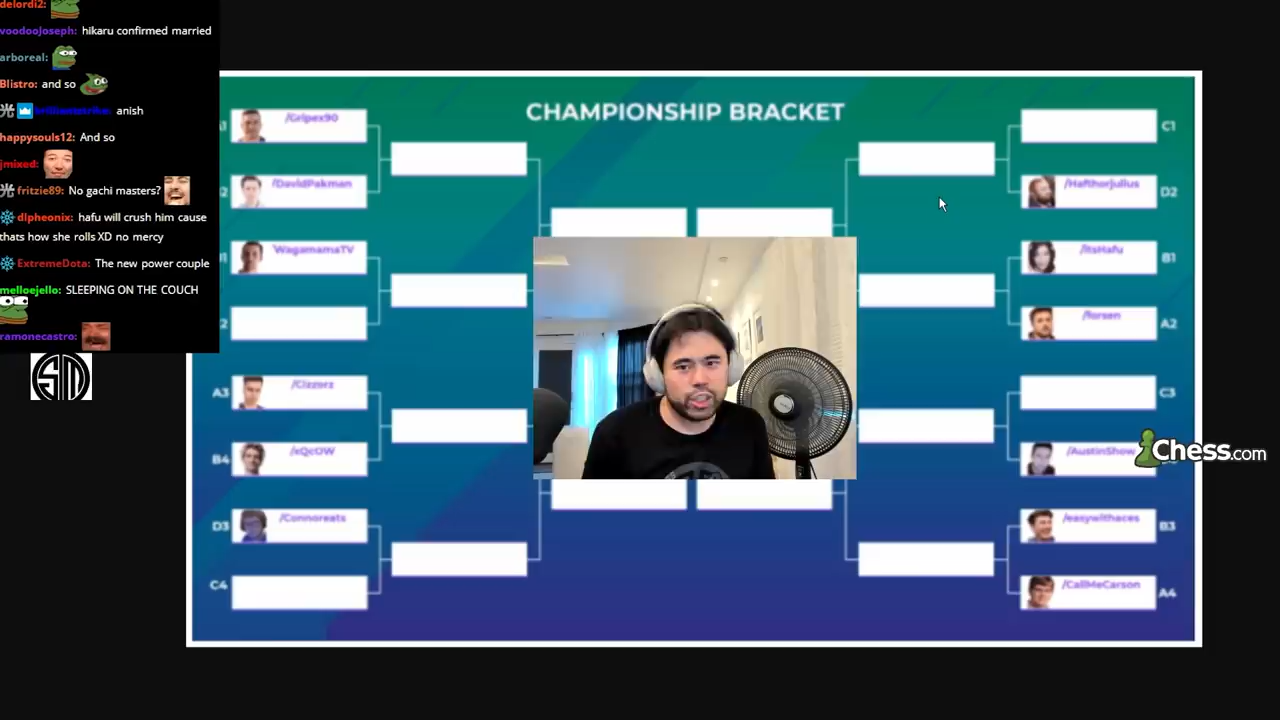 delordi2:
voodoojoseph: hikaru confirmed married
arboreal:
Blistro: and so
anish
happysouls12: And so
jmixed:
fritzie89: No gachi masters?
dlpheonix: hafu will crush him cause
thats how she rolls XD no mercy
ExtremeDota: The new power couple
melloejello: SLEEPING ON THE COUCH
ramonecastro:
CHAMPIONSHIP BRACKET
/Gripex90
/DavidPakman
WagamamaTV
A3 /Cizzorz
B4 /xQcOW
D3 /Connoreats
C4
C1
/HafthorJulius D2
/itsHafu B1
/forsen A2
C3
/AustinShow
/easywithaces B3
/CallMeCarson A4
Chess.com